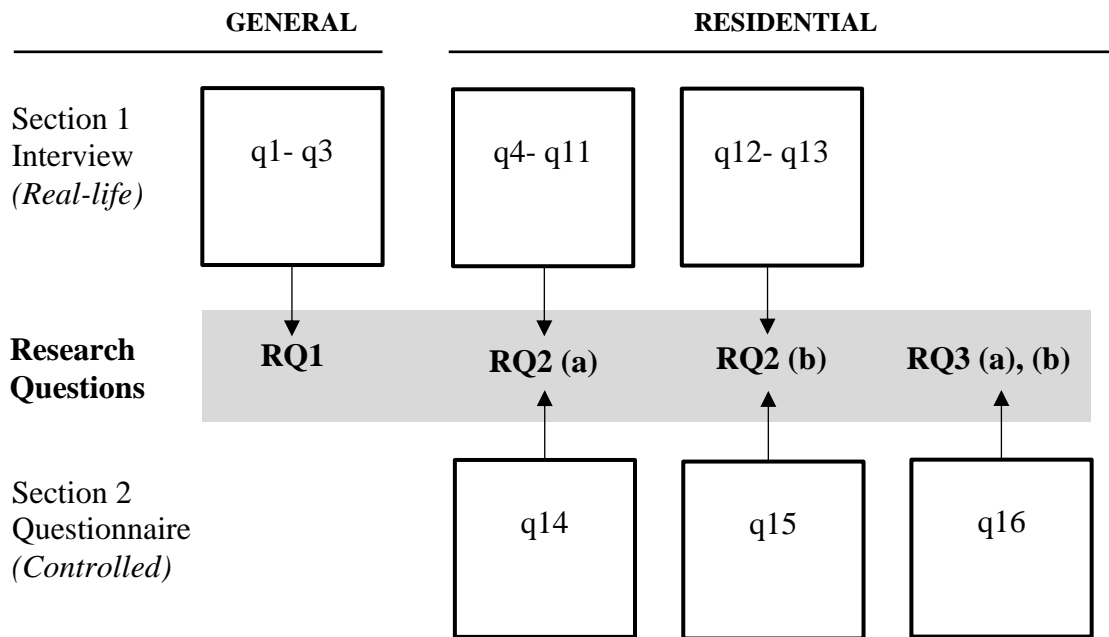 GENERAL
RESIDENTIAL
Section 1
Interview
(Real-life)
q1- q3
q4- q11
q12- q13
Research
Questions
RQ1
RQ2 (a)
RQ2 (b)
RQ3 (a), (b)
Section 2
Questionnaire
(Controlled)
q14
q15
q16